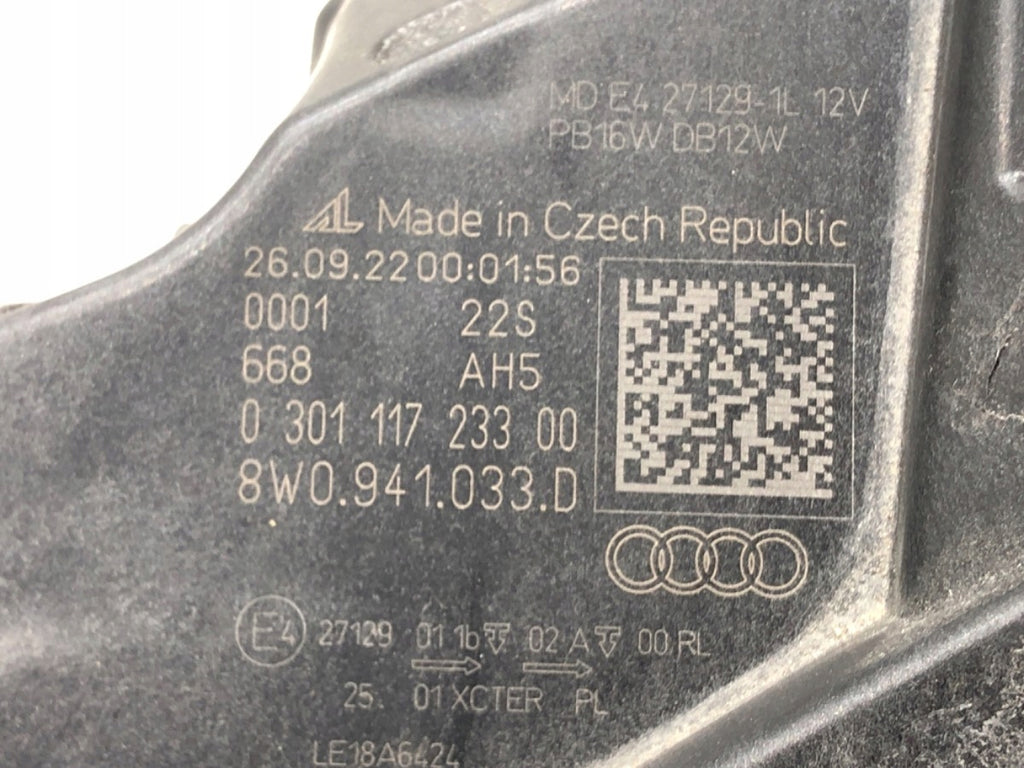 MD E4 27129-1L 12V
PB16W DB12W
AL Made in Czech Republic
26.09.22 00:01:56
0001 22S
668 AH5
0 301 117 233 00
8W0.941.033.D
E4 27129 01 1b 02 A 00 RL
25. 01 XCTER PL
LE18A6424